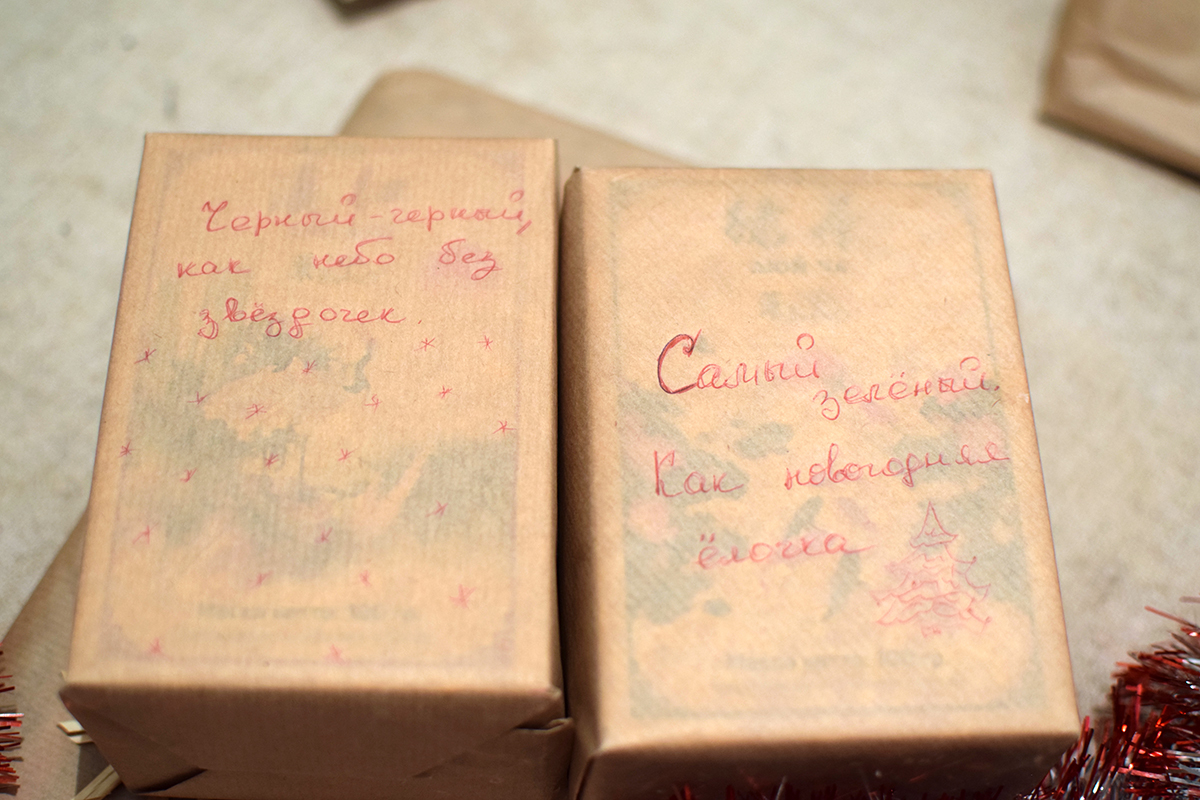 Черный-черный,
как небо без
звёздочек.
Самый
зелёный.
Как новогодняя
ёлочка